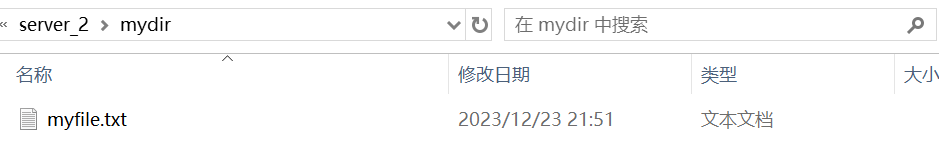 « server_2 > mydir 在 mydir 中搜索
名称 修改日期 类型 大小
myfile.txt 2023/12/23 21:51 文本文档